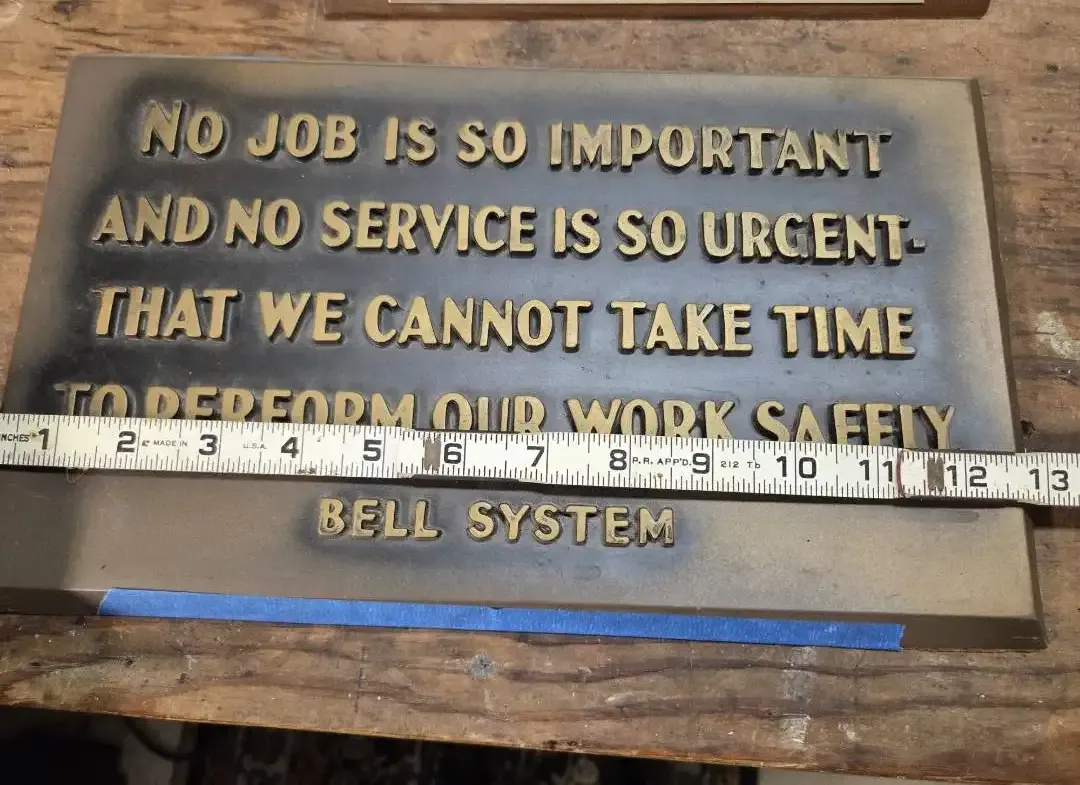 NO JOB IS SO IMPORTANT
AND NO SERVICE IS SO URGENT-
THAT WE CANNOT TAKE TIME
TO PERFORM OUR WORK SAFELY
INCHES 1 2 MADE IN 3 U.S.A. 4 5 6 7 8 P.R. APP'D. 9 212 Tb 10 11 12 13
BELL SYSTEM